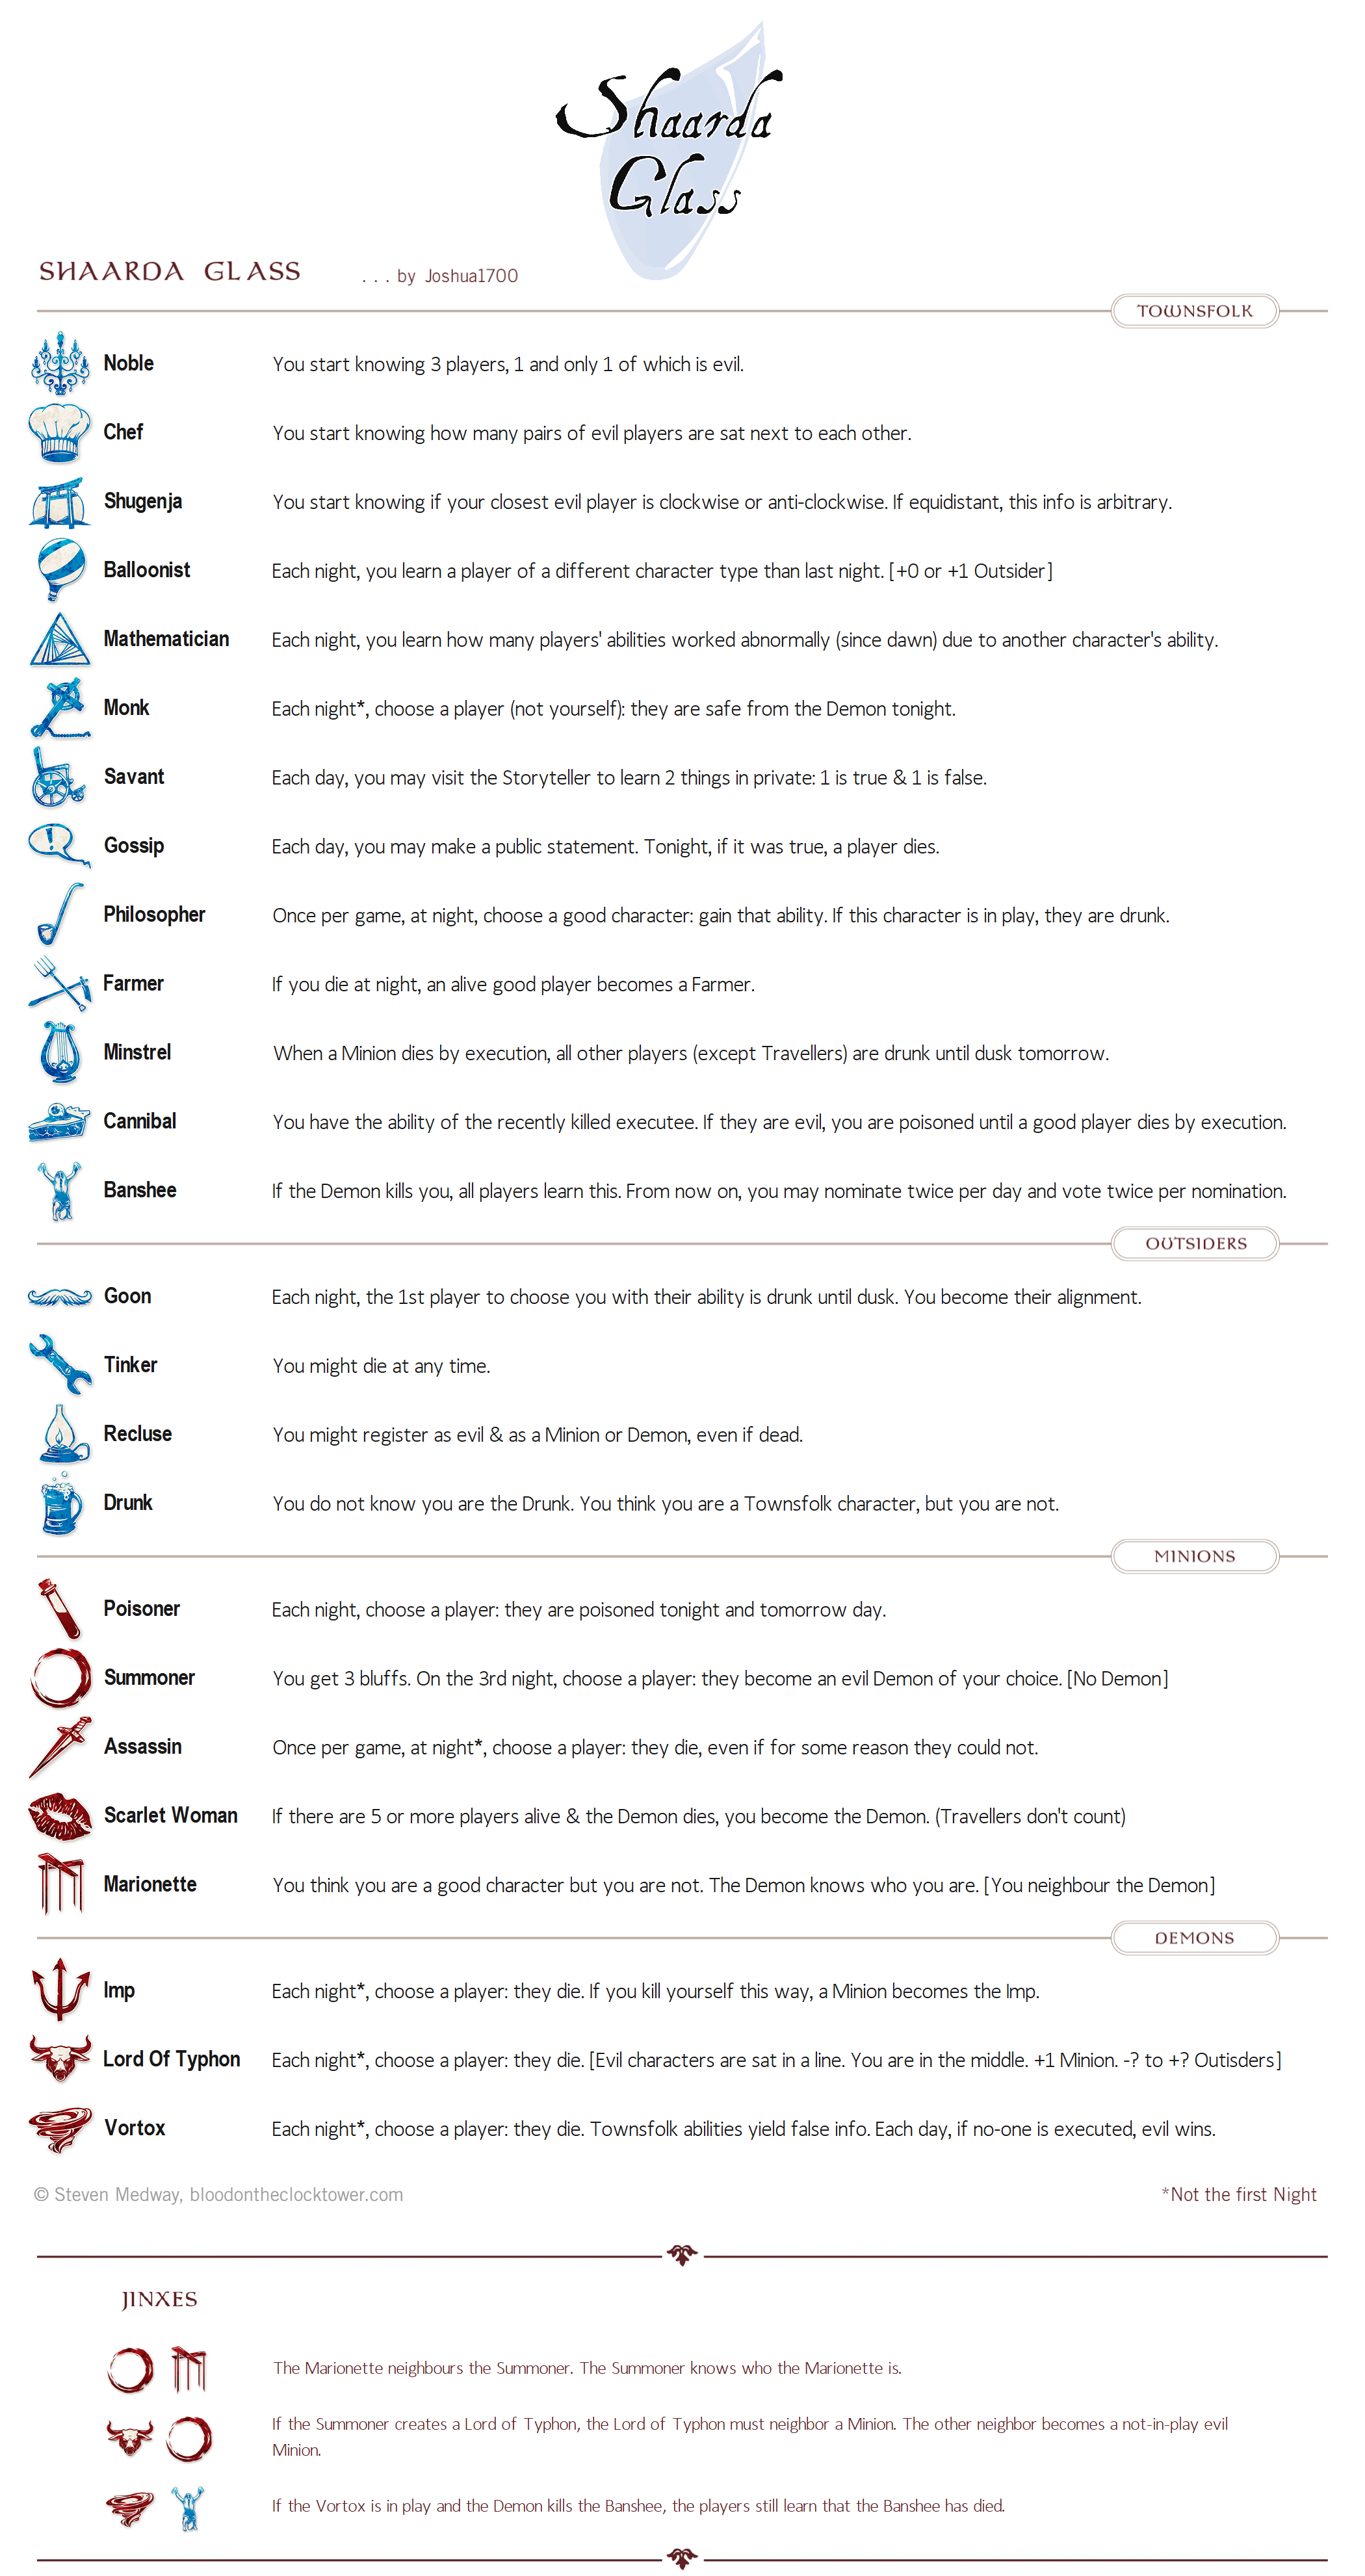 Shaarda
Glass
SHAARDA GLASS . . . by Joshua1700
TOWNSFOLK
Noble You start knowing 3 players, 1 and only 1 of which is evil.
Chef You start knowing how many pairs of evil players are sat next to each other.
Shugenja You start knowing if your closest evil player is clockwise or anti-clockwise. If equidistant, this info is arbitrary.
Balloonist Each night, you learn a player of a different character type than last night. [+0 or +1 Outsider]
Mathematician Each night, you learn how many players' abilities worked abnormally (since dawn) due to another character's ability.
Monk Each night*, choose a player (not yourself): they are safe from the Demon tonight.
Savant Each day, you may visit the Storyteller to learn 2 things in private: 1 is true & 1 is false.
Gossip Each day, you may make a public statement. Tonight, if it was true, a player dies.
Philosopher Once per game, at night, choose a good character: gain that ability. If this character is in play, they are drunk.
Farmer If you die at night, an alive good player becomes a Farmer.
Minstrel When a Minion dies by execution, all other players (except Travellers) are drunk until dusk tomorrow.
Cannibal You have the ability of the recently killed executee. If they are evil, you are poisoned until a good player dies by execution.
Banshee If the Demon kills you, all players learn this. From now on, you may nominate twice per day and vote twice per nomination.
OUTSIDERS
Goon Each night, the 1st player to choose you with their ability is drunk until dusk. You become their alignment.
Tinker You might die at any time.
Recluse You might register as evil & as a Minion or Demon, even if dead.
Drunk You do not know you are the Drunk. You think you are a Townsfolk character, but you are not.
MINIONS
Poisoner Each night, choose a player: they are poisoned tonight and tomorrow day.
Summoner You get 3 bluffs. On the 3rd night, choose a player: they become an evil Demon of your choice. [No Demon]
Assassin Once per game, at night*, choose a player: they die, even if for some reason they could not.
Scarlet Woman If there are 5 or more players alive & the Demon dies, you become the Demon. (Travellers don't count)
Marionette You think you are a good character but you are not. The Demon knows who you are. [You neighbour the Demon]
DEMONS
Imp Each night*, choose a player: they die. If you kill yourself this way, a Minion becomes the Imp.
Lord Of Typhon Each night*, choose a player: they die. [Evil characters are sat in a line. You are in the middle. +1 Minion. -? to +? Outisders]
Vortox Each night*, choose a player: they die. Townsfolk abilities yield false info. Each day, if no-one is executed, evil wins.
© Steven Medway, bloodontheclocktower.com *Not the first Night
JINXES
The Marionette neighbours the Summoner. The Summoner knows who the Marionette is.
If the Summoner creates a Lord of Typhon, the Lord of Typhon must neighbor a Minion. The other neighbor becomes a not-in-play evil
Minion.
If the Vortox is in play and the Demon kills the Banshee, the players still learn that the Banshee has died.